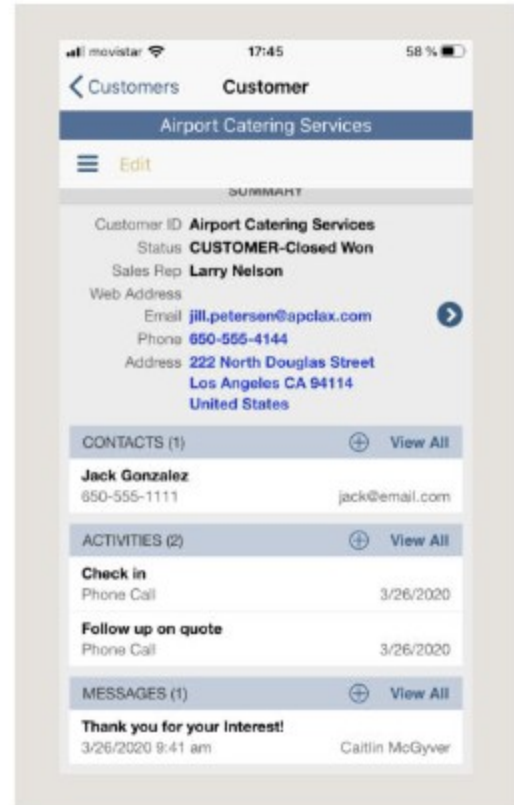 movistar 17:45 58 %
Customers Customer
Airport Catering Services
Edit
SUMMARY
Customer ID Airport Catering Services
Status CUSTOMER-Closed Won
Sales Rep Larry Nelson
Web Address
Email jill.petersen@apclax.com
Phone 650-555-4144
Address 222 North Douglas Street
Los Angeles CA 94114
United States
CONTACTS (1) View All
Jack Gonzalez
650-555-1111 jack@email.com
ACTIVITIES (2) View All
Check in
Phone Call 3/26/2020
Follow up on quote
Phone Call 3/26/2020
MESSAGES (1) View All
Thank you for your Interest!
3/26/2020 9:41 am Caitlin McGyver